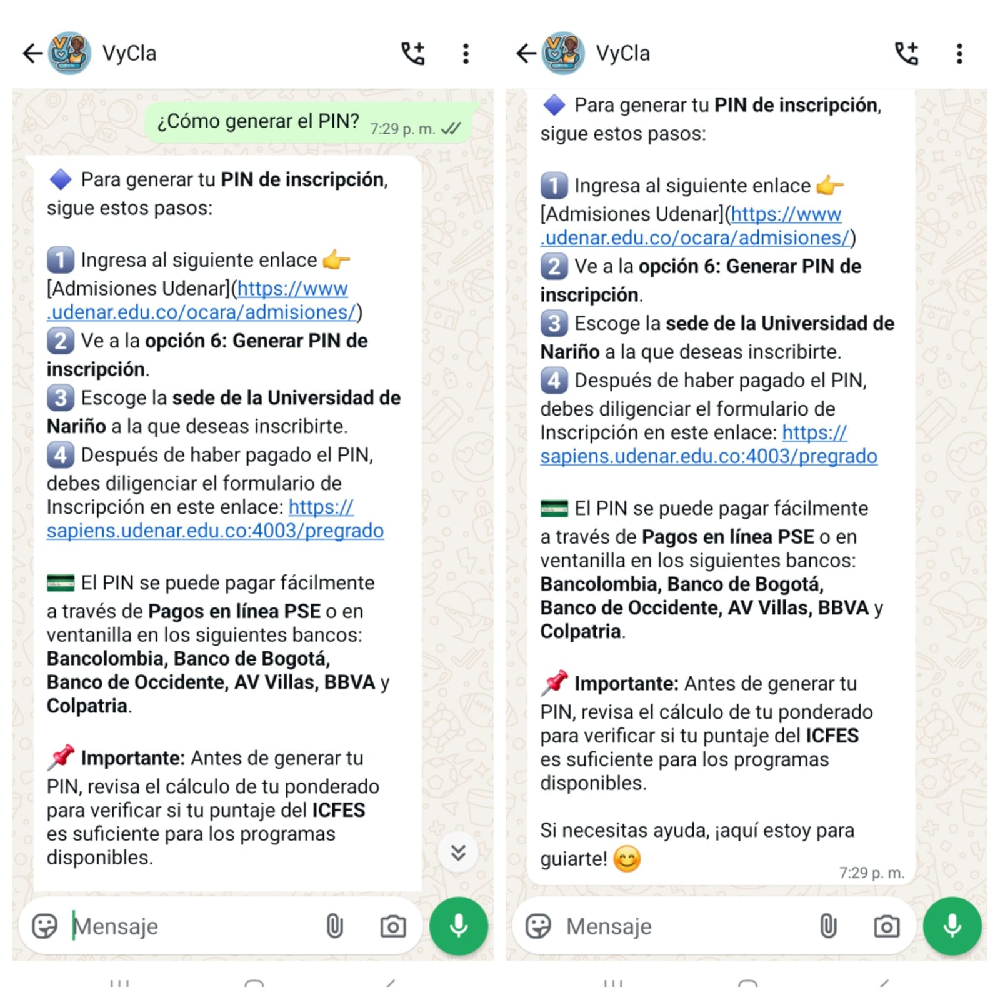 VyCla
¿Cómo generar el PIN? 7:29 p. m.
🔷 Para generar tu PIN de inscripción,
sigue estos pasos:
1️⃣ Ingresa al siguiente enlace 👉
[Admisiones Udenar](https://www
.udenar.edu.co/ocara/admisiones/)
2️⃣ Ve a la opción 6: Generar PIN de
inscripción.
3️⃣ Escoge la sede de la Universidad de
Nariño a la que deseas inscribirte.
4️⃣ Después de haber pagado el PIN,
debes diligenciar el formulario de
Inscripción en este enlace: https://
sapiens.udenar.edu.co:4003/pregrado
💳 El PIN se puede pagar fácilmente
a través de Pagos en línea PSE o en
ventanilla en los siguientes bancos:
Bancolombia, Banco de Bogotá,
Banco de Occidente, AV Villas, BBVA y
Colpatria.
📌 Importante: Antes de generar tu
PIN, revisa el cálculo de tu ponderado
para verificar si tu puntaje del ICFES
es suficiente para los programas
disponibles.
Mensaje
VyCla
🔷 Para generar tu PIN de inscripción,
sigue estos pasos:
1️⃣ Ingresa al siguiente enlace 👉
[Admisiones Udenar](https://www
.udenar.edu.co/ocara/admisiones/)
2️⃣ Ve a la opción 6: Generar PIN de
inscripción.
3️⃣ Escoge la sede de la Universidad de
Nariño a la que deseas inscribirte.
4️⃣ Después de haber pagado el PIN,
debes diligenciar el formulario de
Inscripción en este enlace: https://
sapiens.udenar.edu.co:4003/pregrado
💳 El PIN se puede pagar fácilmente
a través de Pagos en línea PSE o en
ventanilla en los siguientes bancos:
Bancolombia, Banco de Bogotá,
Banco de Occidente, AV Villas, BBVA y
Colpatria.
📌 Importante: Antes de generar tu
PIN, revisa el cálculo de tu ponderado
para verificar si tu puntaje del ICFES
es suficiente para los programas
disponibles.
Si necesitas ayuda, ¡aquí estoy para
guiarte! 😊
7:29 p. m.
Mensaje